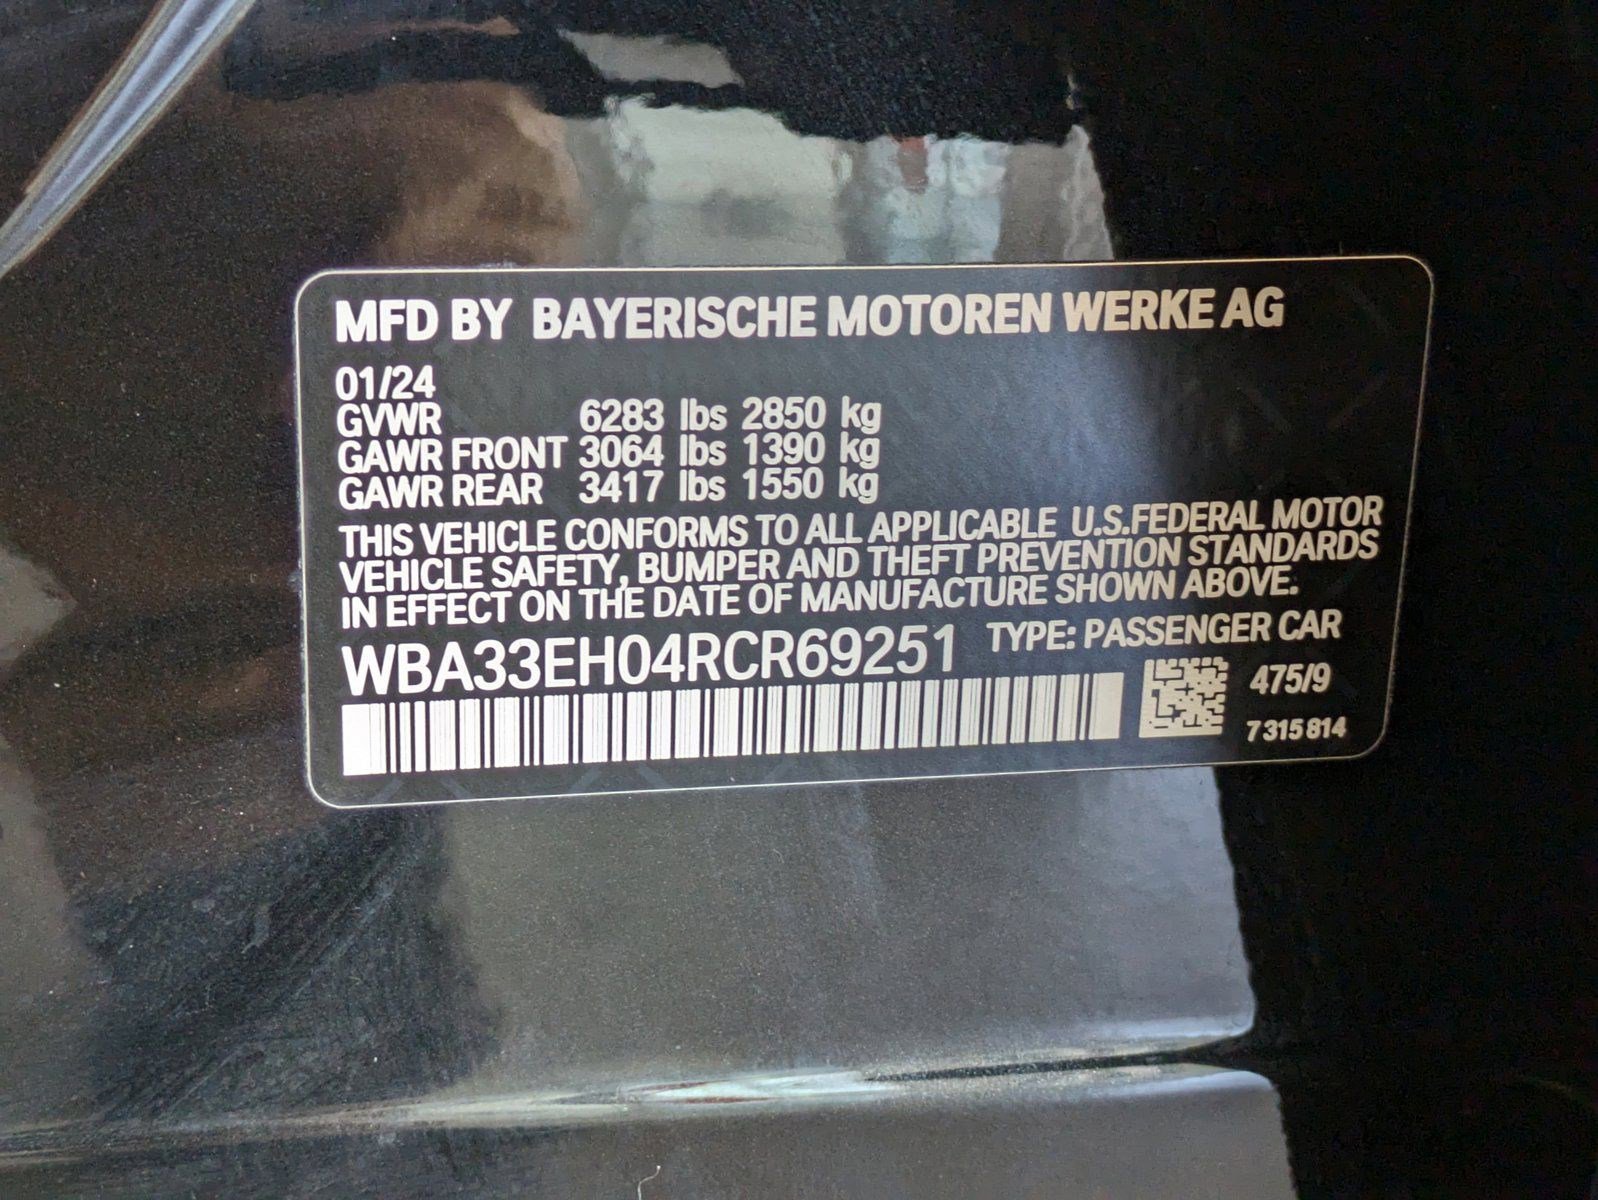 MFD BY BAYERISCHE MOTOREN WERKE AG
01/24
GVWR 6283 lbs 2850 kg
GAWR FRONT 3064 lbs 1390 kg
GAWR REAR 3417 lbs 1550 kg
THIS VEHICLE CONFORMS TO ALL APPLICABLE U.S.FEDERAL MOTOR
VEHICLE SAFETY, BUMPER AND THEFT PREVENTION STANDARDS
IN EFFECT ON THE DATE OF MANUFACTURE SHOWN ABOVE.
WBA33EH04RCR69251 TYPE: PASSENGER CAR
475/9
7 315 814